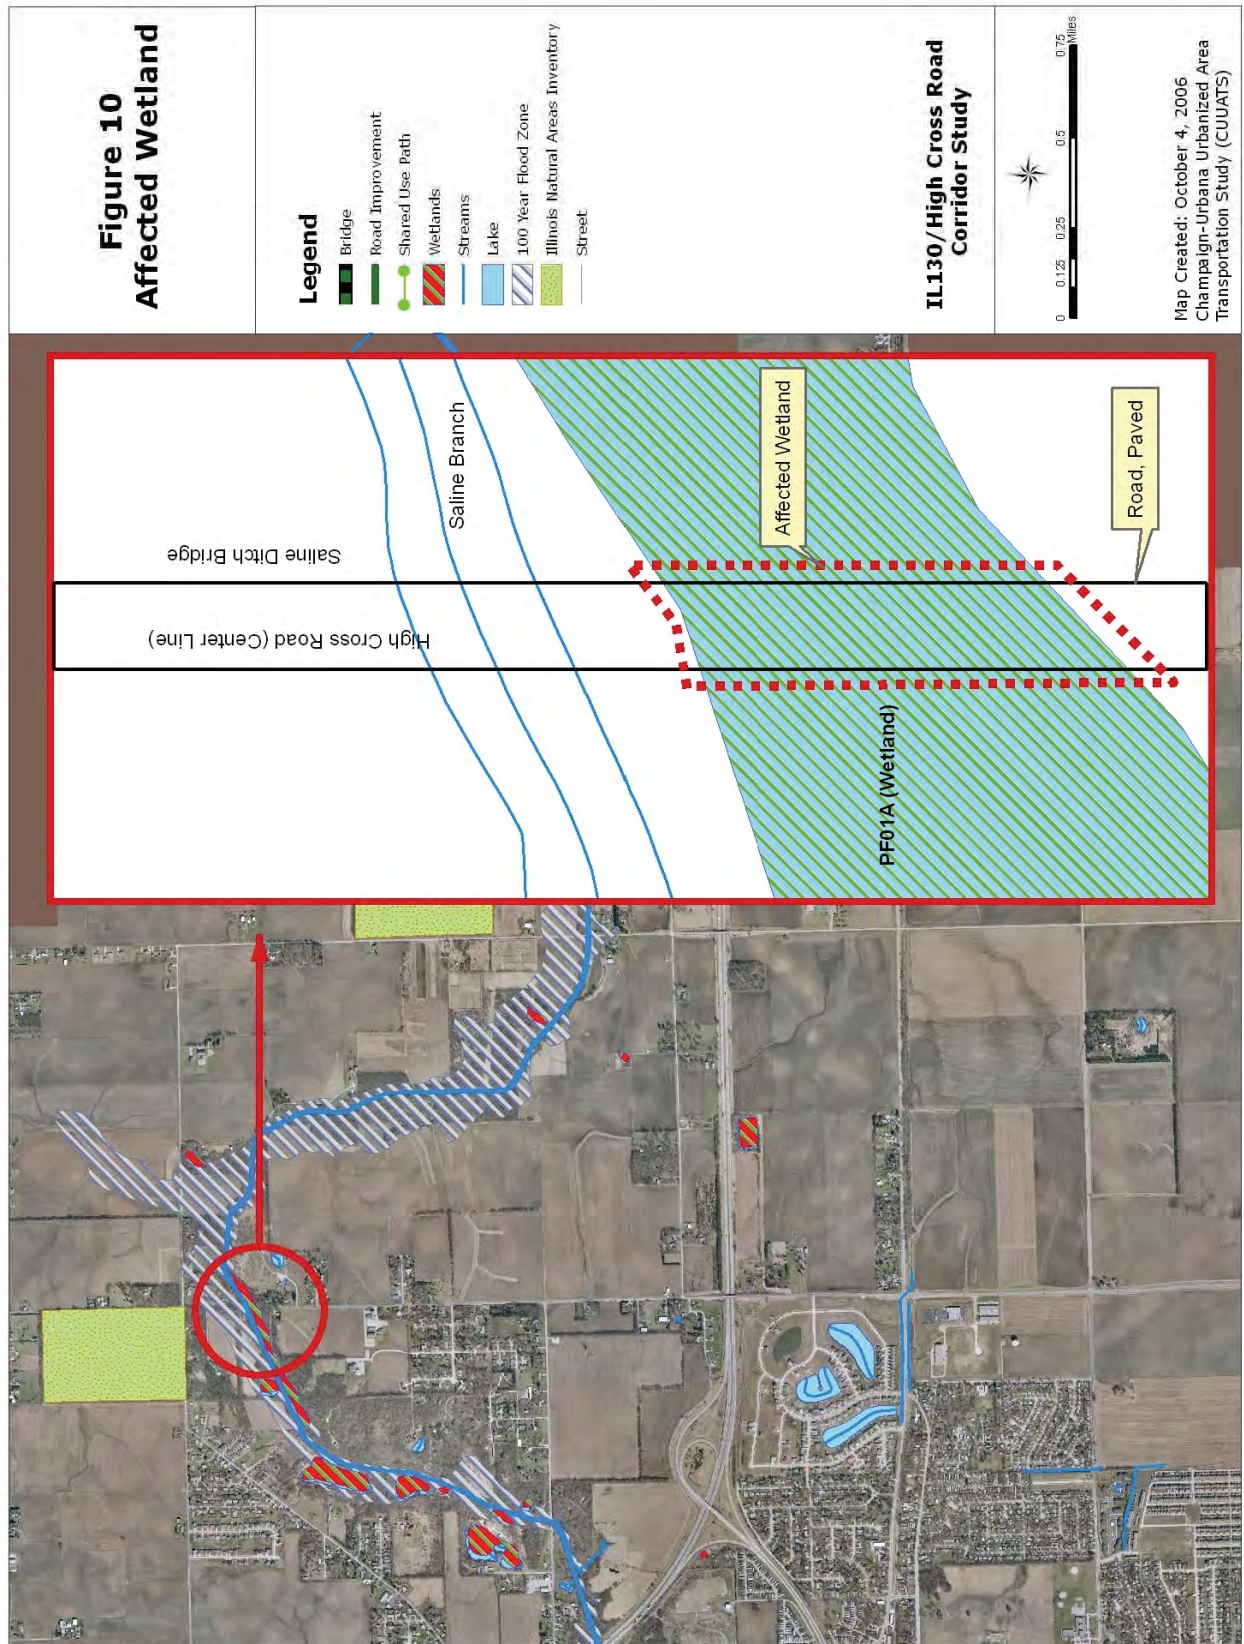 Figure 10
Affected Wetland
Legend
Bridge
Road Improvement
Shared Use Path
Wetlands
Streams
Lake
100 Year Flood Zone
Illinois Natural Areas Inventory
Street
IL130/High Cross Road
Corridor Study
0 0.125 0.25 0.5 0.75
Miles
Map Created: October 4, 2006
Champaign-Urbana Urbanized Area
Transportation Study (CUUATS)
Saline Ditch Bridge
High Cross Road (Center Line)
Saline Branch
Affected Wetland
Road, Paved
PF01A (Wetland)